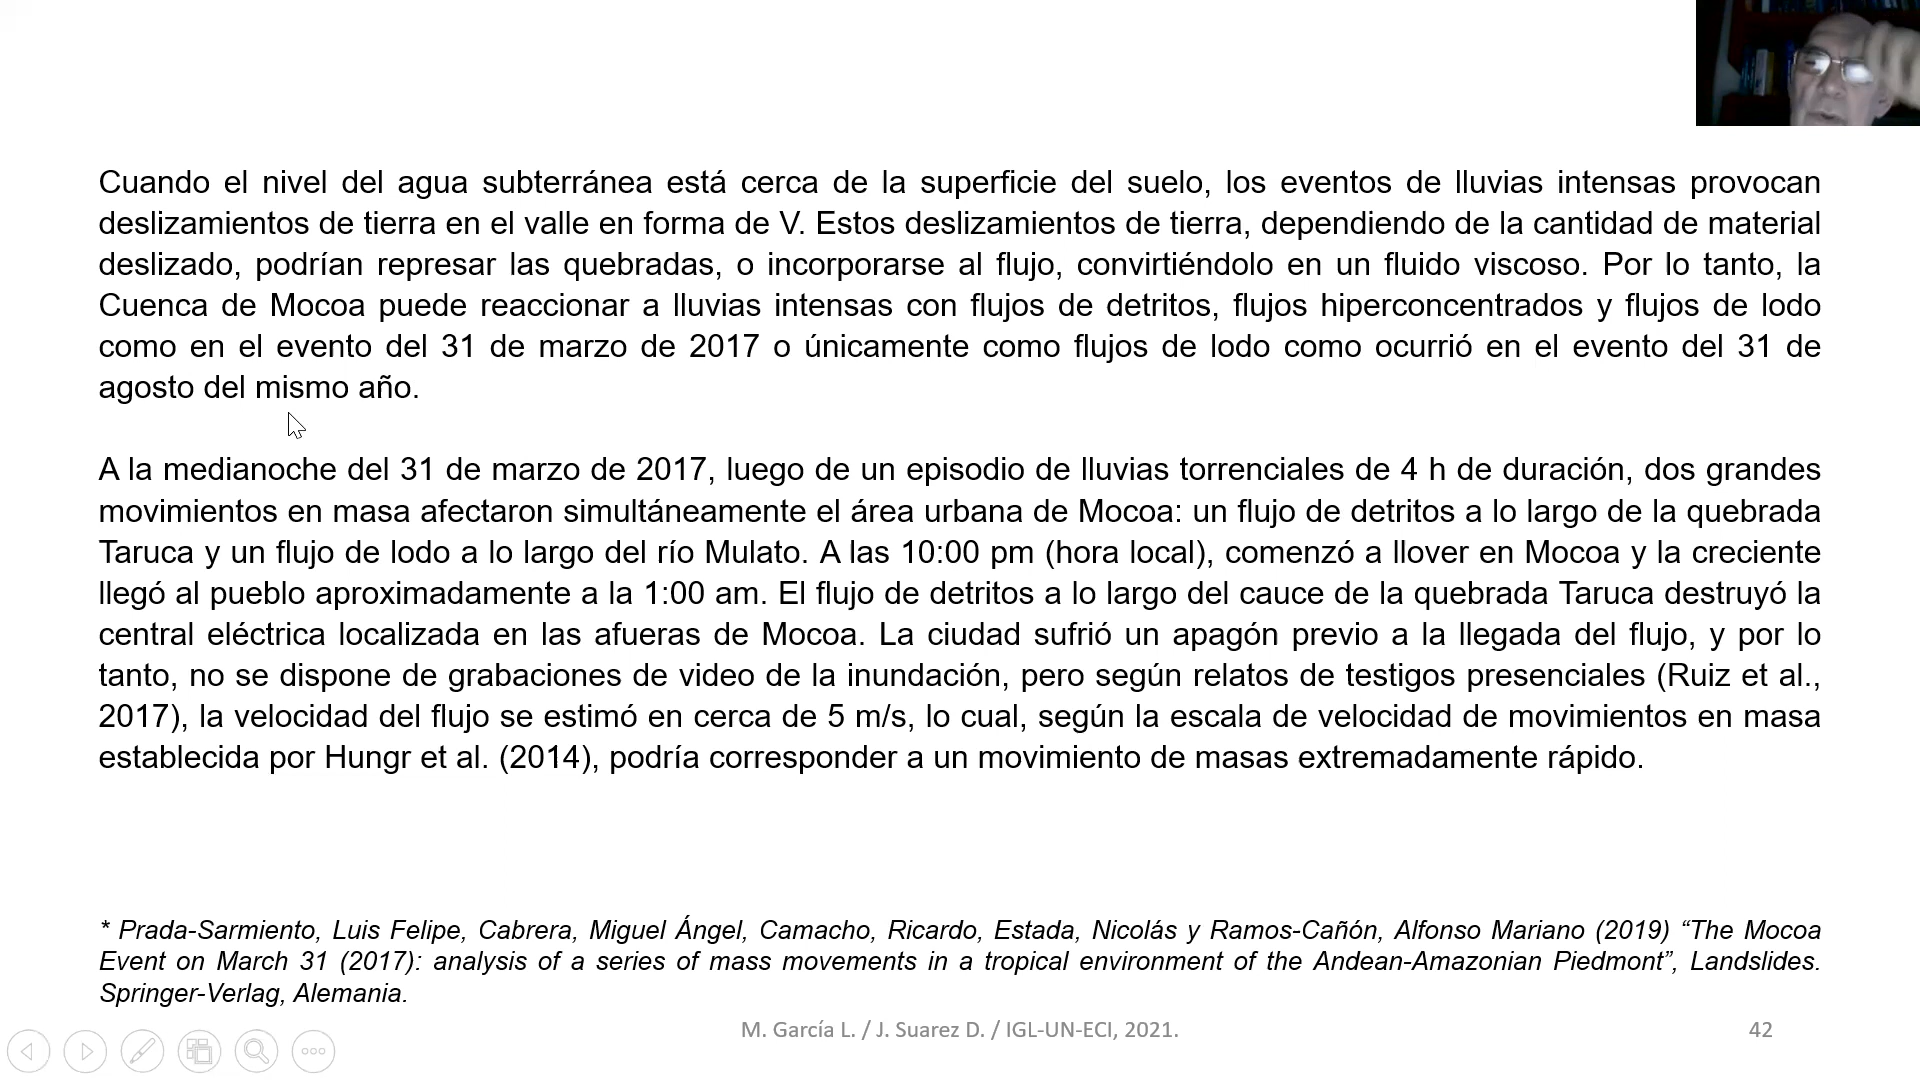 Cuando el nivel del agua subterránea está cerca de la superficie del suelo, los eventos de lluvias intensas provocan
deslizamientos de tierra en el valle en forma de V. Estos deslizamientos de tierra, dependiendo de la cantidad de material
deslizado, podrían represar las quebradas, o incorporarse al flujo, convirtiéndolo en un fluido viscoso. Por lo tanto, la
Cuenca de Mocoa puede reaccionar a lluvias intensas con flujos de detritos, flujos hiperconcentrados y flujos de lodo
como en el evento del 31 de marzo de 2017 o únicamente como flujos de lodo como ocurrió en el evento del 31 de
agosto del mismo año.
A la medianoche del 31 de marzo de 2017, luego de un episodio de lluvias torrenciales de 4 h de duración, dos grandes
movimientos en masa afectaron simultáneamente el área urbana de Mocoa: un flujo de detritos a lo largo de la quebrada
Taruca y un flujo de lodo a lo largo del río Mulato. A las 10:00 pm (hora local), comenzó a llover en Mocoa y la creciente
llegó al pueblo aproximadamente a la 1:00 am. El flujo de detritos a lo largo del cauce de la quebrada Taruca destruyó la
central eléctrica localizada en las afueras de Mocoa. La ciudad sufrió un apagón previo a la llegada del flujo, y por lo
tanto, no se dispone de grabaciones de video de la inundación, pero según relatos de testigos presenciales (Ruiz et al.,
2017), la velocidad del flujo se estimó en cerca de 5 m/s, lo cual, según la escala de velocidad de movimientos en masa
establecida por Hungr et al. (2014), podría corresponder a un movimiento de masas extremadamente rápido.
* Prada-Sarmiento, Luis Felipe, Cabrera, Miguel Ángel, Camacho, Ricardo, Estada, Nicolás y Ramos-Cañón, Alfonso Mariano (2019) “The Mocoa
Event on March 31 (2017): analysis of a series of mass movements in a tropical environment of the Andean-Amazonian Piedmont”, Landslides.
Springer-Verlag, Alemania.
M. García L. / J. Suarez D. / IGL-UN-ECI, 2021.
42